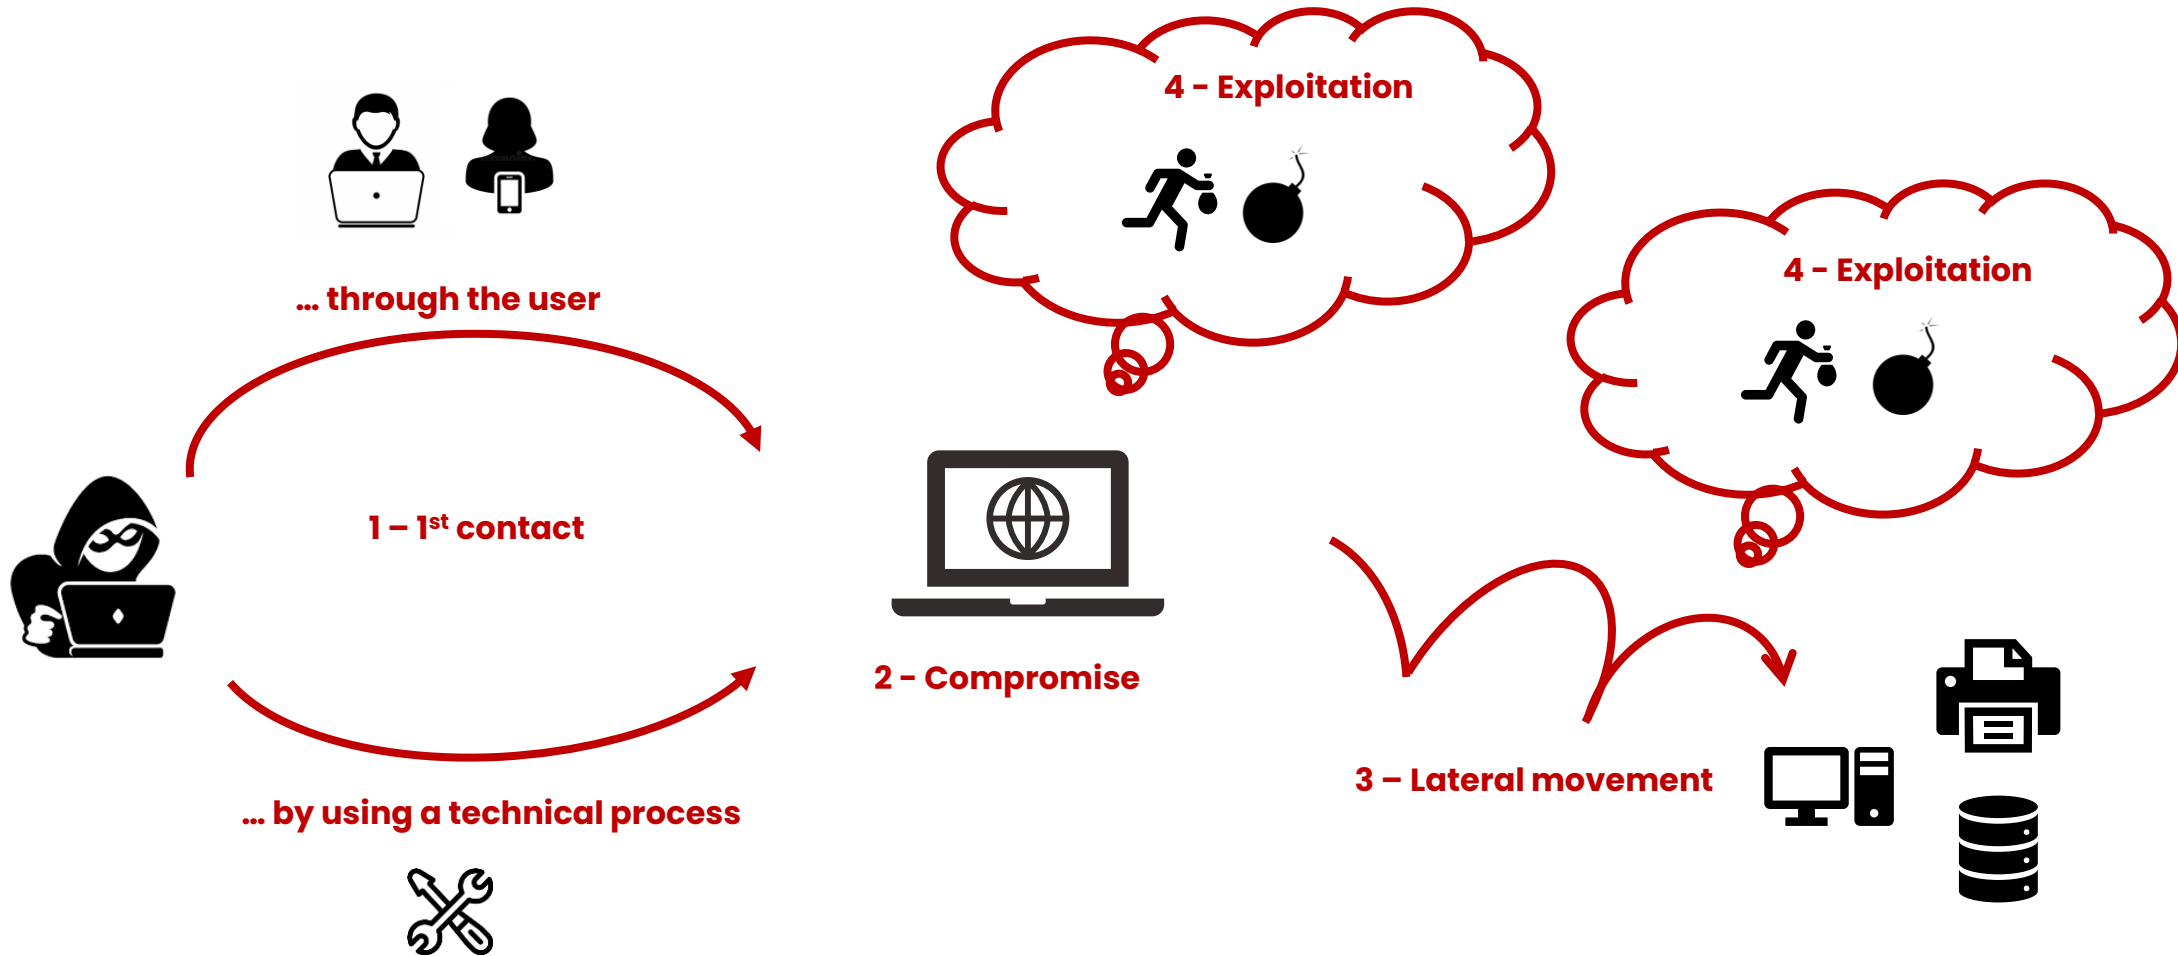 4 - Exploitation
4 - Exploitation
... through the user
1 – 1st contact
2 - Compromise
3 – Lateral movement
... by using a technical process